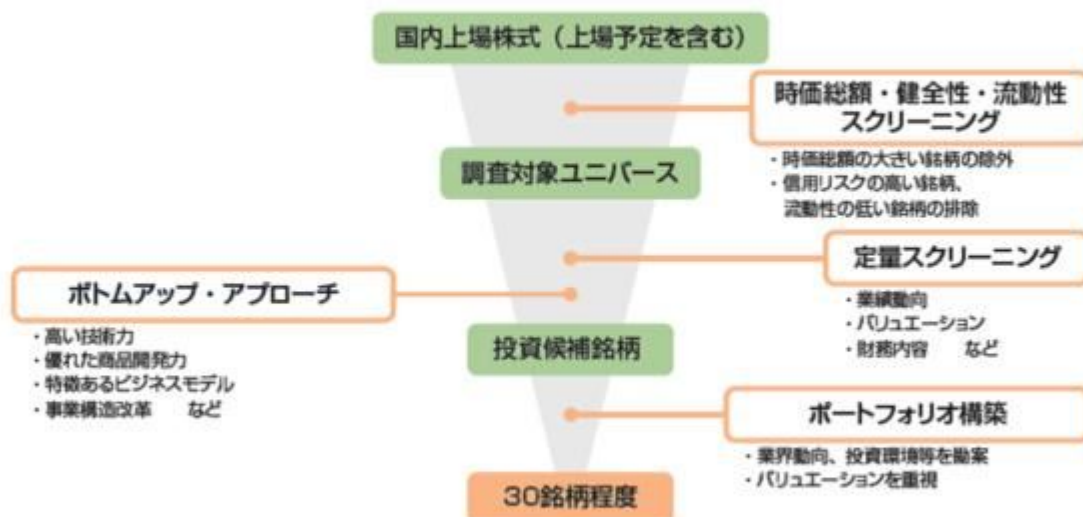 国内上場株式（上場予定を含む）
時価総額・健全性・流動性
スクリーニング
・時価総額の大きい銘柄の除外
・信用リスクの高い銘柄、
流動性の低い銘柄の排除
調査対象ユニバース
定量スクリーニング
・業績動向
・バリュエーション
・財務内容　など
ボトムアップ・アプローチ
・高い技術力
・優れた商品開発力
・特徴あるビジネスモデル
・事業構造改革　など
投資候補銘柄
ポートフォリオ構築
・業界動向、投資環境等を勘案
・バリュエーションを重視
30銘柄程度